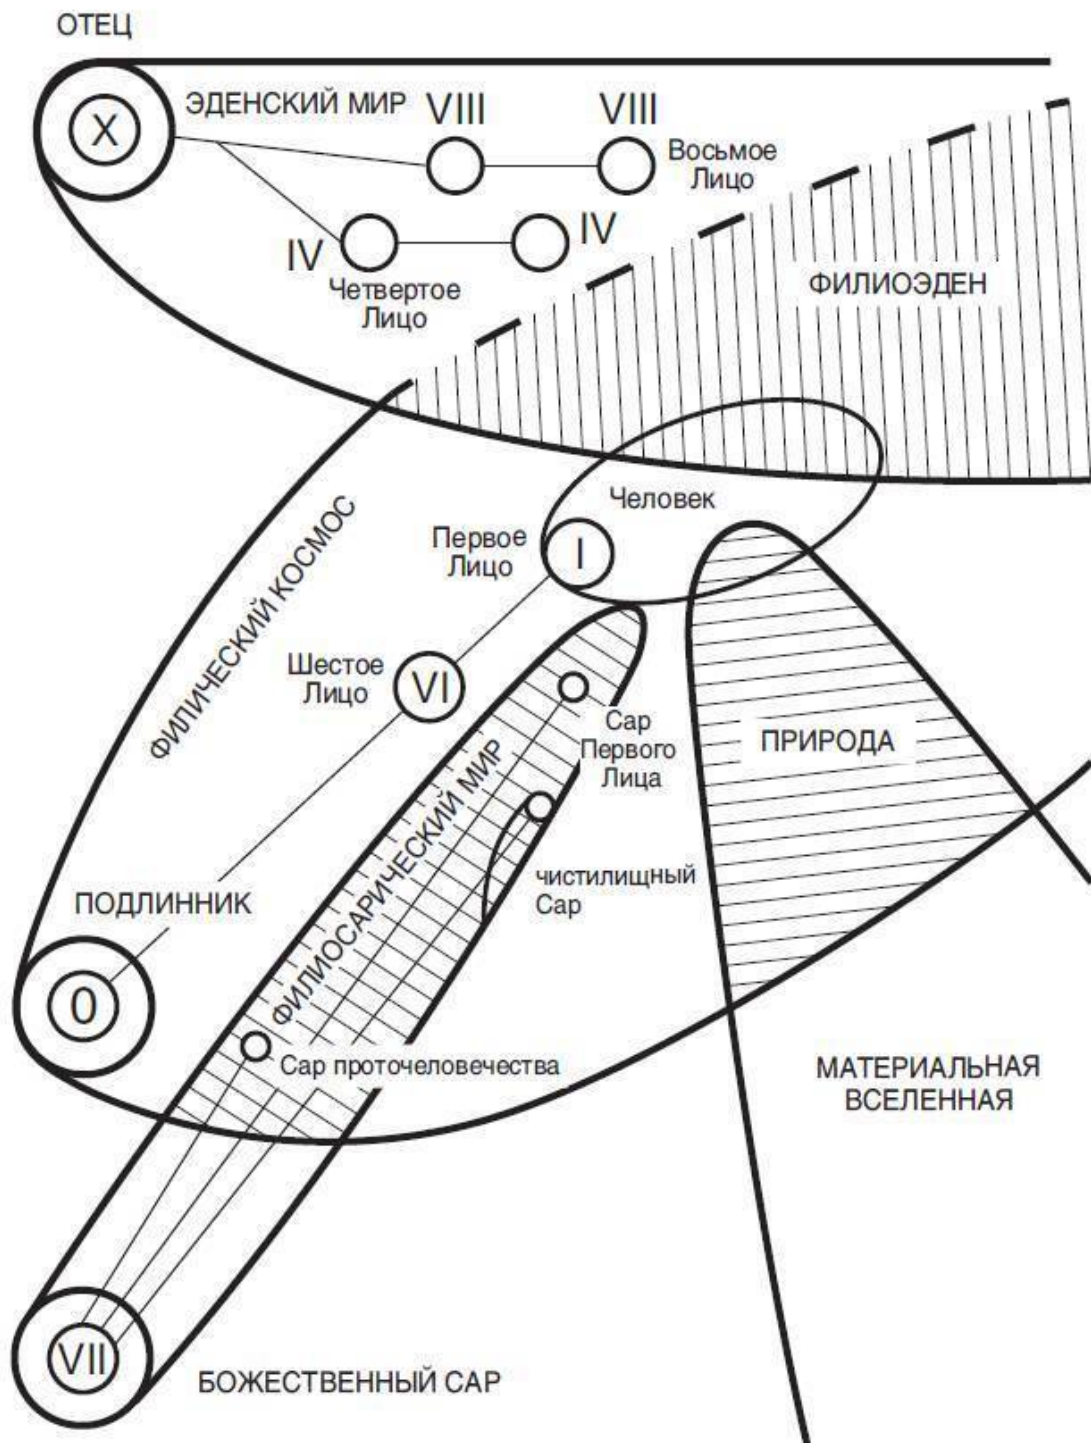 ОТЕЦ
X
ЭДЕНСКИЙ МИР
VIII
VIII
Восьмое
Лицо
IV
IV
Четвертое
Лицо
ФИЛИОЭДЕН
Человек
Первое
Лицо
I
ФИЛИЧЕСКИЙ КОСМОС
Шестое
Лицо
VI
Сар
Первого
Лица
ПРИРОДА
ФИЛИОСАРИЧЕСКИЙ МИР
чистилищный
Сар
ПОДЛИННИК
0
Сар проточеловечества
МАТЕРИАЛЬНАЯ
ВСЕЛЕННАЯ
VII
БОЖЕСТВЕННЫЙ САР